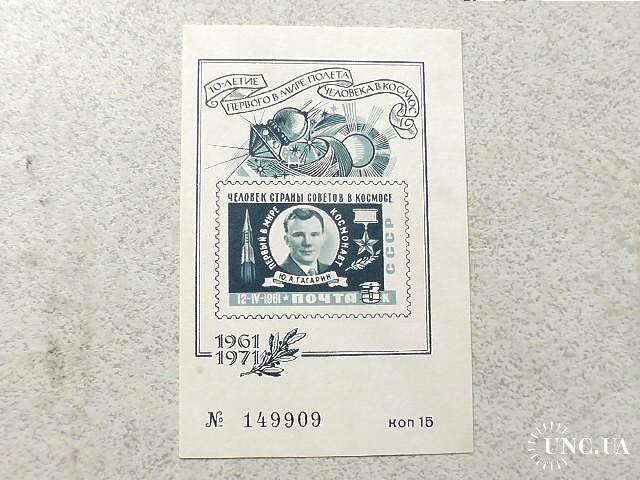 10-ЛЕТИЕ
ПЕРВОГО В МИРЕ ПОЛЕТА
ЧЕЛОВЕКА В КОСМОС
ЧЕЛОВЕК СТРАНЫ СОВЕТОВ В КОСМОСЕ
ПЕРВЫЙ В МИРЕ
КОСМОНАВТ
СССР
Ю.А.ГАГАРИН
12-IV-1961 ★ ПОЧТА 3 К
1961
1971
№ 149909
коп 15
UNC.UA